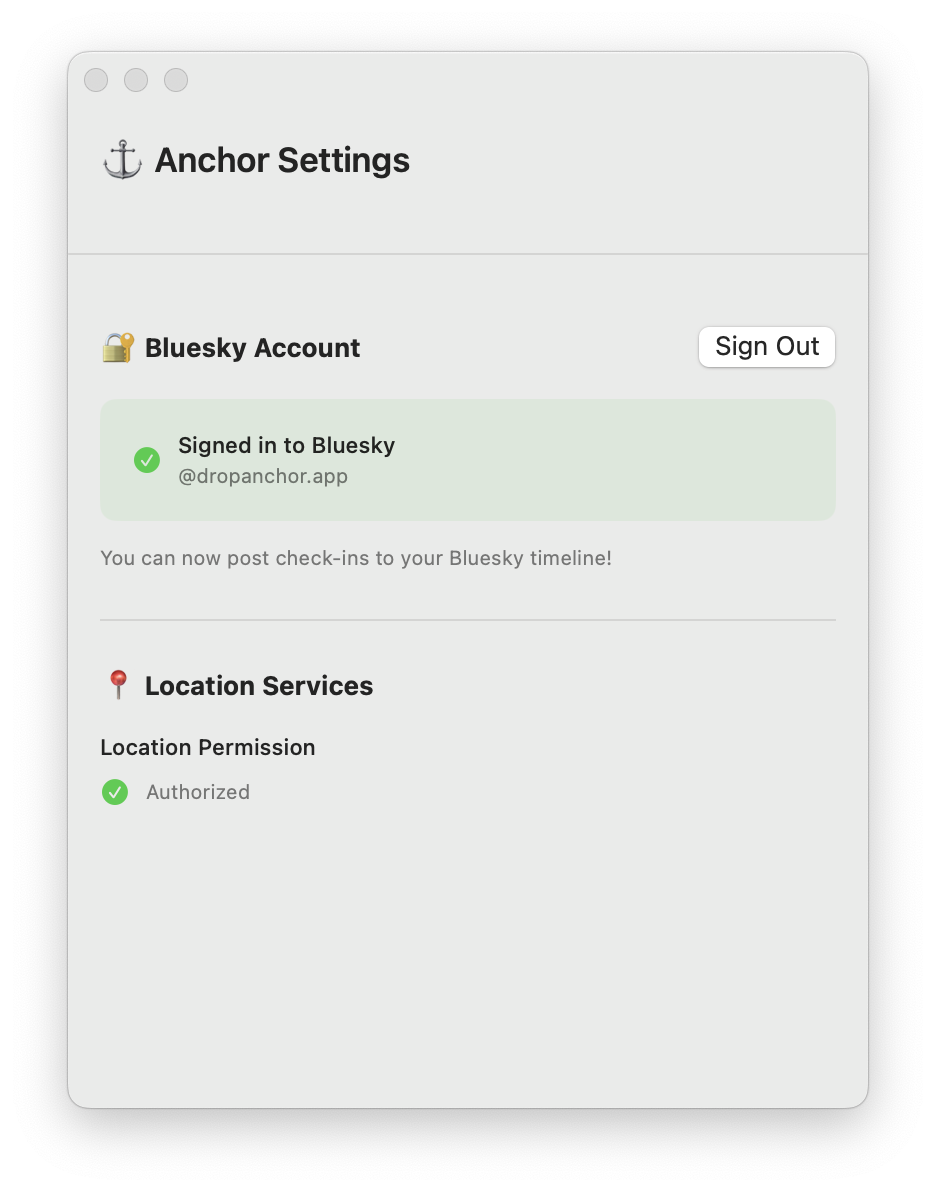 ⚓ Anchor Settings
🔐 Bluesky Account
Sign Out
Signed in to Bluesky
@dropanchor.app
You can now post check-ins to your Bluesky timeline!
📍 Location Services
Location Permission
Authorized